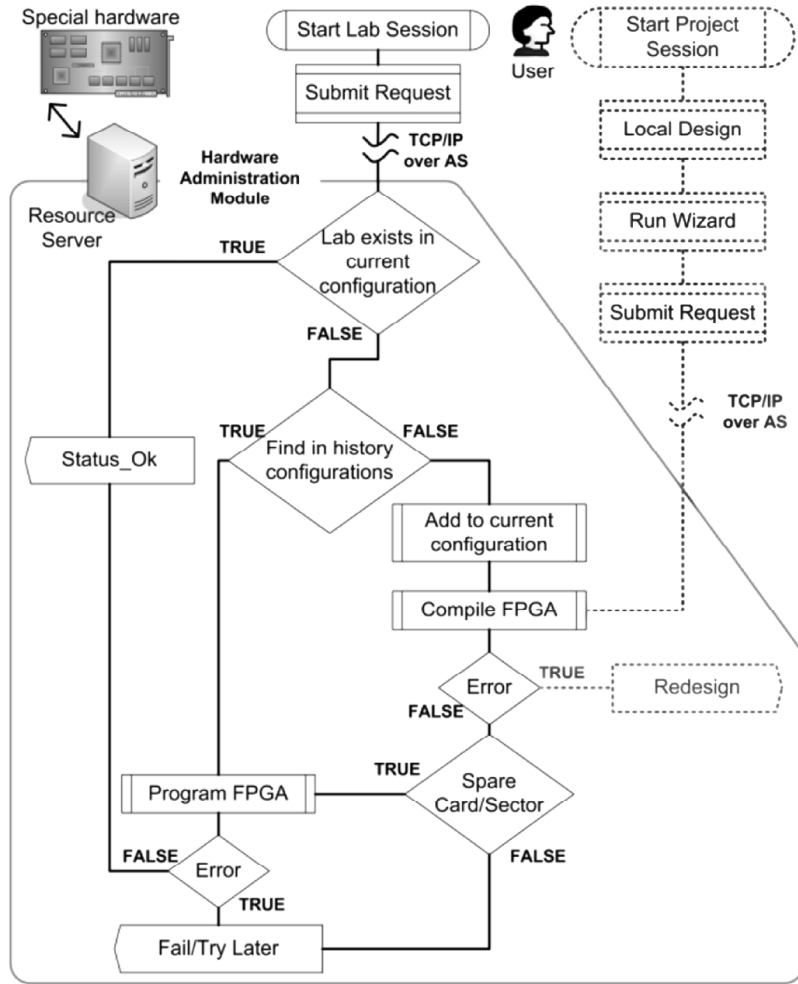 Special hardware
Start Lab Session
User
Start Project
Session
Submit Request
Local Design
TCP/IP
over AS
Hardware
Administration
Module
Resource
Server
Run Wizard
TRUE
Lab exists in
current
configuration
Submit Request
FALSE
TCP/IP
over AS
TRUE
FALSE
Find in history
configurations
Status_Ok
Add to current
configuration
Compile FPGA
Error
TRUE
Redesign
FALSE
TRUE
Spare
Card/Sector
Program FPGA
FALSE
Error
FALSE
TRUE
Fail/Try Later